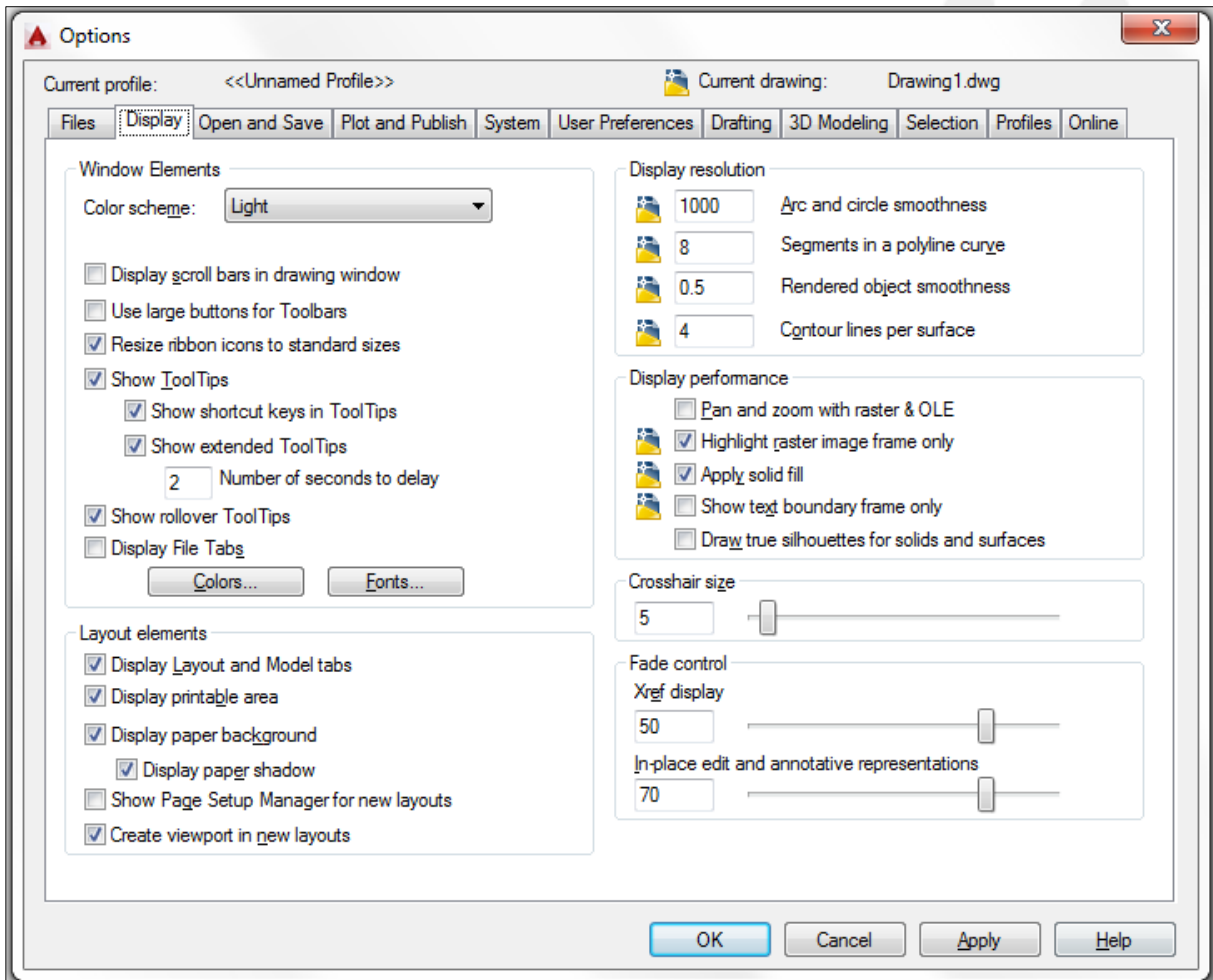 Options
Current profile: <<Unnamed Profile>> Current drawing: Drawing1.dwg
Files Display Open and Save Plot and Publish System User Preferences Drafting 3D Modeling Selection Profiles Online
Window Elements
Color scheme: Light
Display scroll bars in drawing window
Use large buttons for Toolbars
Resize ribbon icons to standard sizes
Show ToolTips
Show shortcut keys in ToolTips
Show extended ToolTips
2 Number of seconds to delay
Show rollover ToolTips
Display File Tabs
Colors... Fonts...
Layout elements
Display Layout and Model tabs
Display printable area
Display paper background
Display paper shadow
Show Page Setup Manager for new layouts
Create viewport in new layouts
Display resolution
1000 Arc and circle smoothness
8 Segments in a polyline curve
0.5 Rendered object smoothness
4 Contour lines per surface
Display performance
Pan and zoom with raster & OLE
Highlight raster image frame only
Apply solid fill
Show text boundary frame only
Draw true silhouettes for solids and surfaces
Crosshair size
5
Fade control
Xref display
50
In-place edit and annotative representations
70
OK Cancel Apply Help